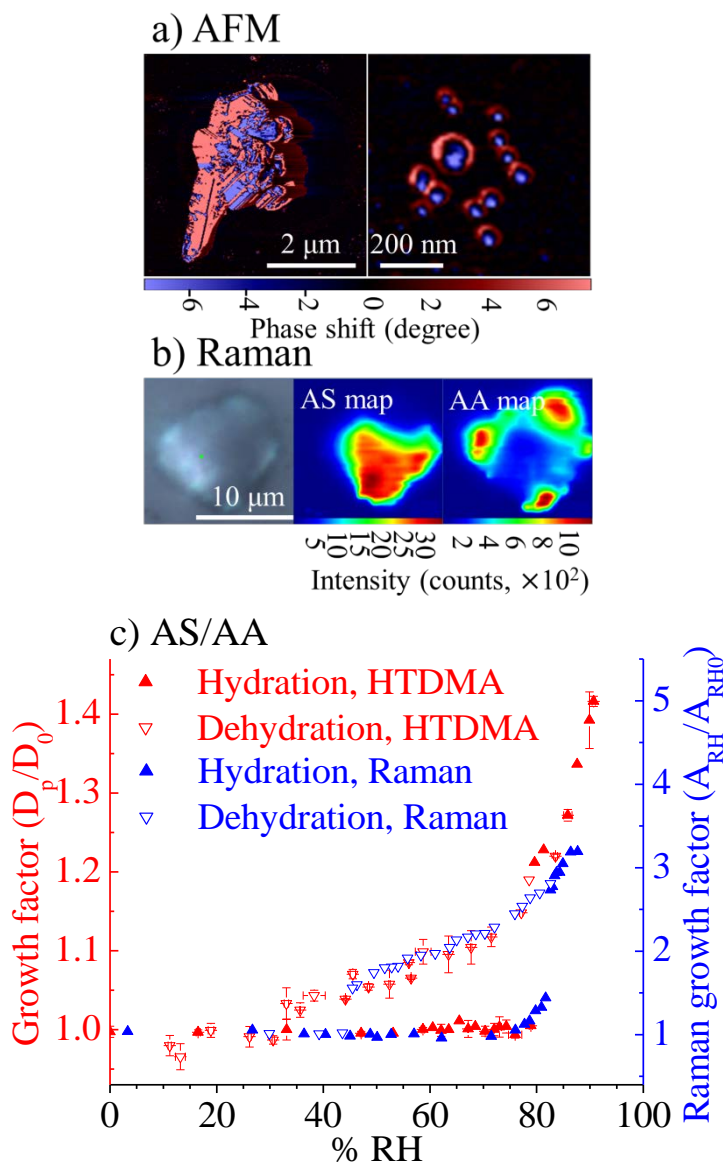 a) AFM
2 μm
200 nm
6 4 2 0 2 4 6
Phase shift (degree)
b) Raman
AS map
AA map
10 μm
5 10 15 20 25 30
2 4 6 8 10
Intensity (counts, ×10²)
c) AS/AA
Hydration, HTDMA
Dehydration, HTDMA
Hydration, Raman
Dehydration, Raman
Growth factor (Dp/D0)
1.4
1.3
1.2
1.1
1.0
Raman growth factor (ARH/ARH0)
5
4
3
2
1
0 20 40 60 80 100
% RH